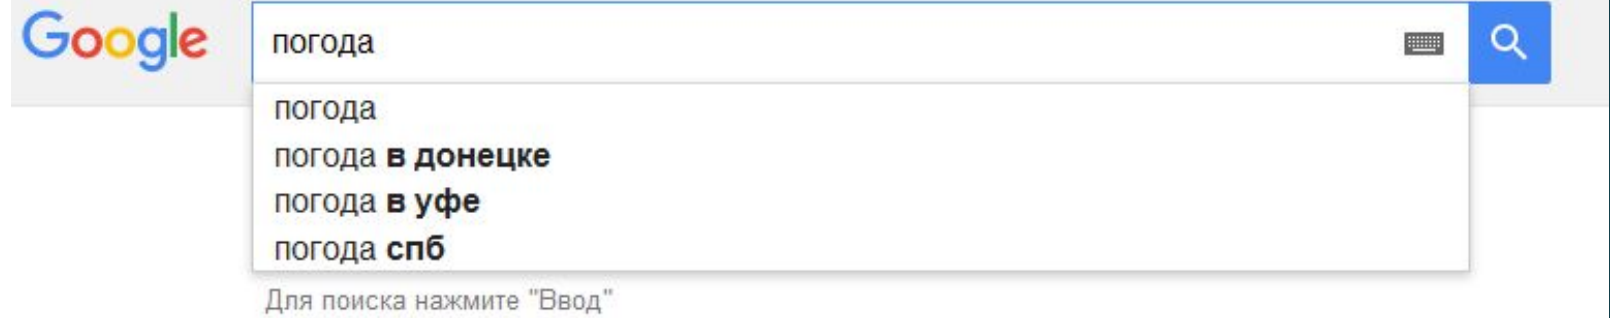 Google
погода
погода
погода в донецке
погода в уфе
погода спб
Для поиска нажмите "Ввод"